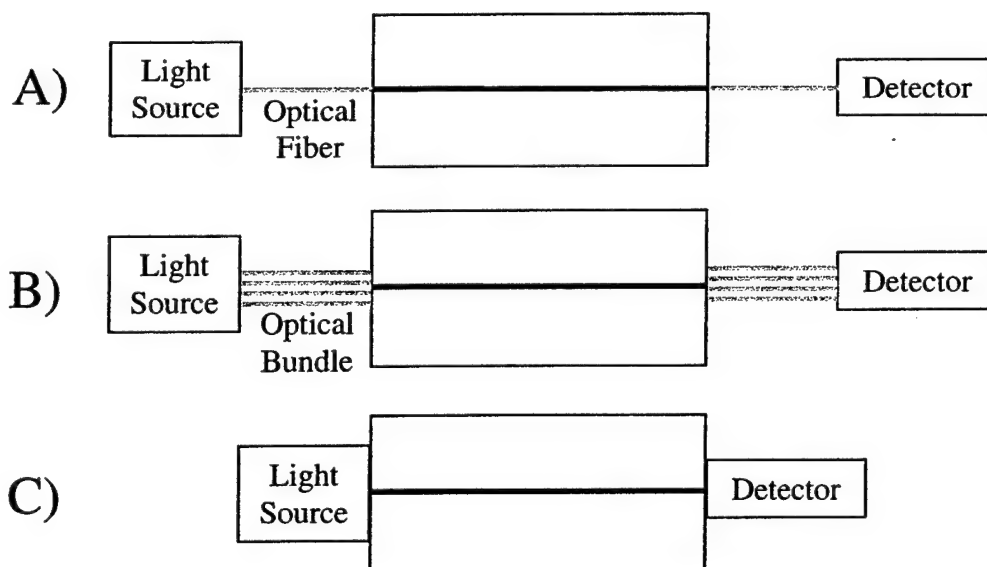 A)
Light
Source
Optical
Fiber
Detector
B)
Light
Source
Optical
Bundle
Detector
C)
Light
Source
Detector